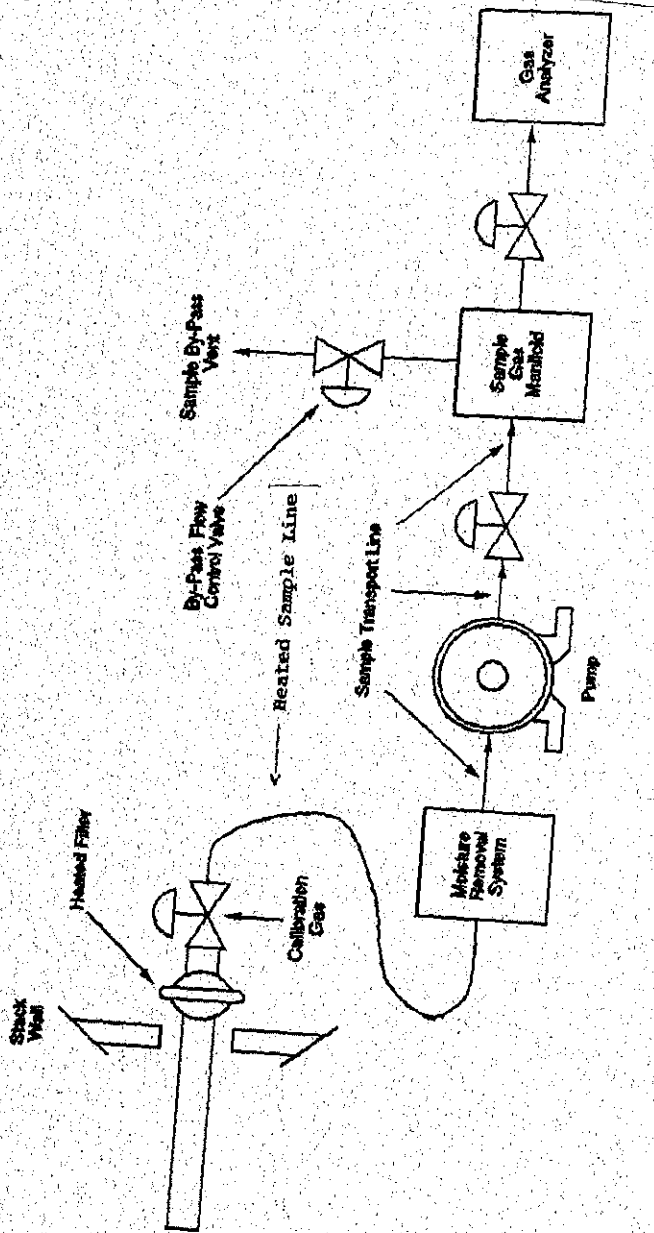 Stack
Wall
Heated Filter
Calibration
Gas
<---- Heated Sample Line
By-Pass Flow
Control Valve
Sample By-Pass
Vent
Moisture
Removal
System
Sample Transport Line
Pump
Sample
Gas
Manifold
Gas
Analyzer